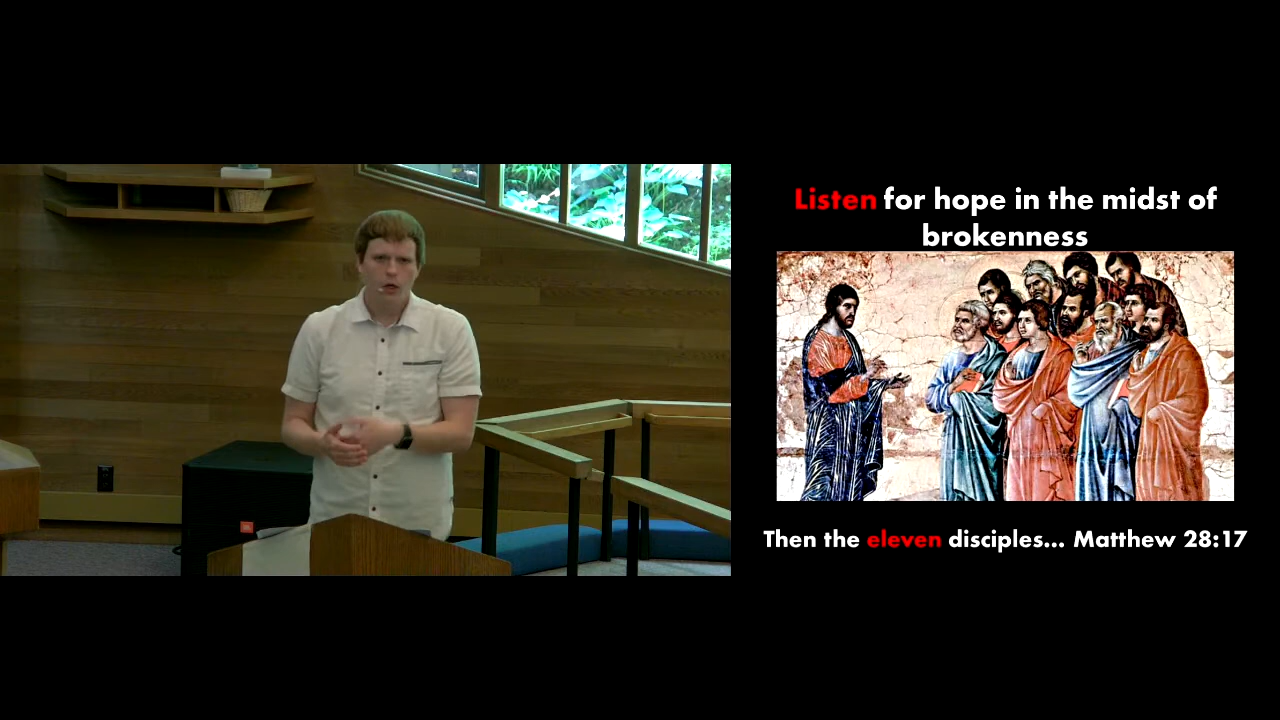 Listen for hope in the midst of
brokenness
Then the eleven disciples... Matthew 28:17